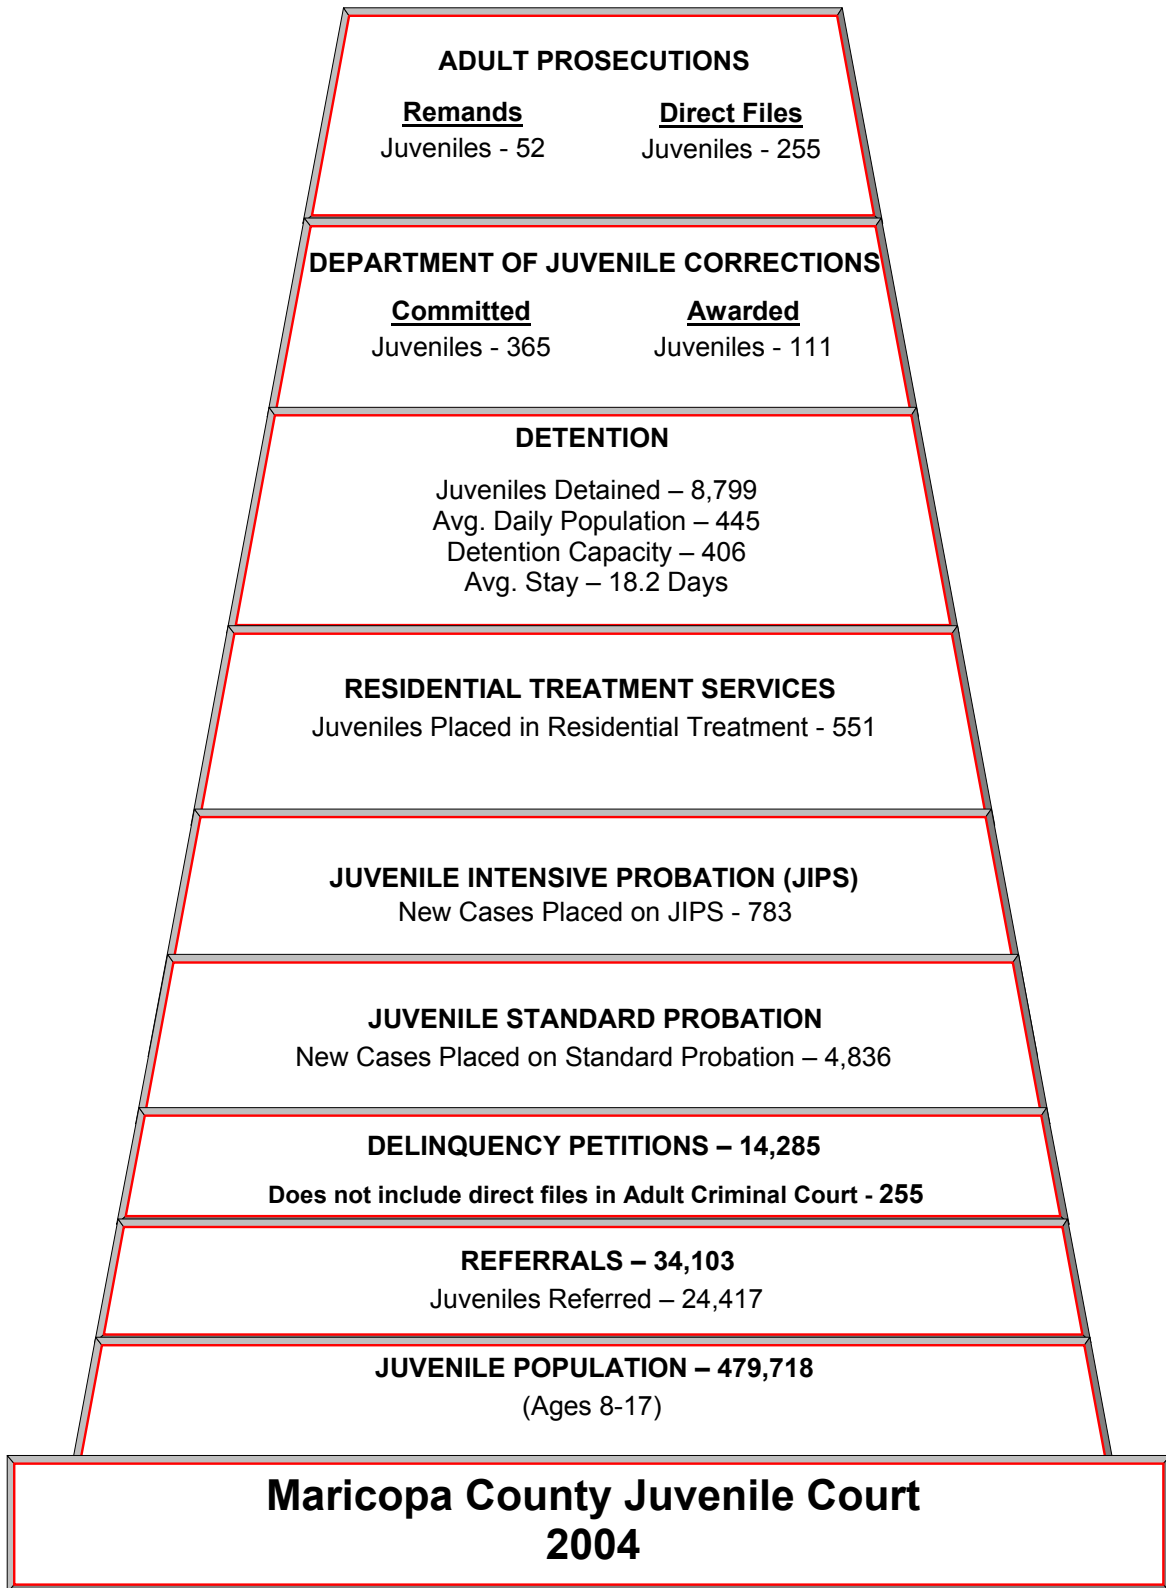 ADULT PROSECUTIONS
Remands Direct Files
Juveniles - 52 Juveniles - 255
DEPARTMENT OF JUVENILE CORRECTIONS
Committed Awarded
Juveniles - 365 Juveniles - 111
DETENTION
Juveniles Detained – 8,799
Avg. Daily Population – 445
Detention Capacity – 406
Avg. Stay – 18.2 Days
RESIDENTIAL TREATMENT SERVICES
Juveniles Placed in Residential Treatment - 551
JUVENILE INTENSIVE PROBATION (JIPS)
New Cases Placed on JIPS - 783
JUVENILE STANDARD PROBATION
New Cases Placed on Standard Probation – 4,836
DELINQUENCY PETITIONS – 14,285
Does not include direct files in Adult Criminal Court - 255
REFERRALS – 34,103
Juveniles Referred – 24,417
JUVENILE POPULATION – 479,718
(Ages 8-17)
Maricopa County Juvenile Court
2004